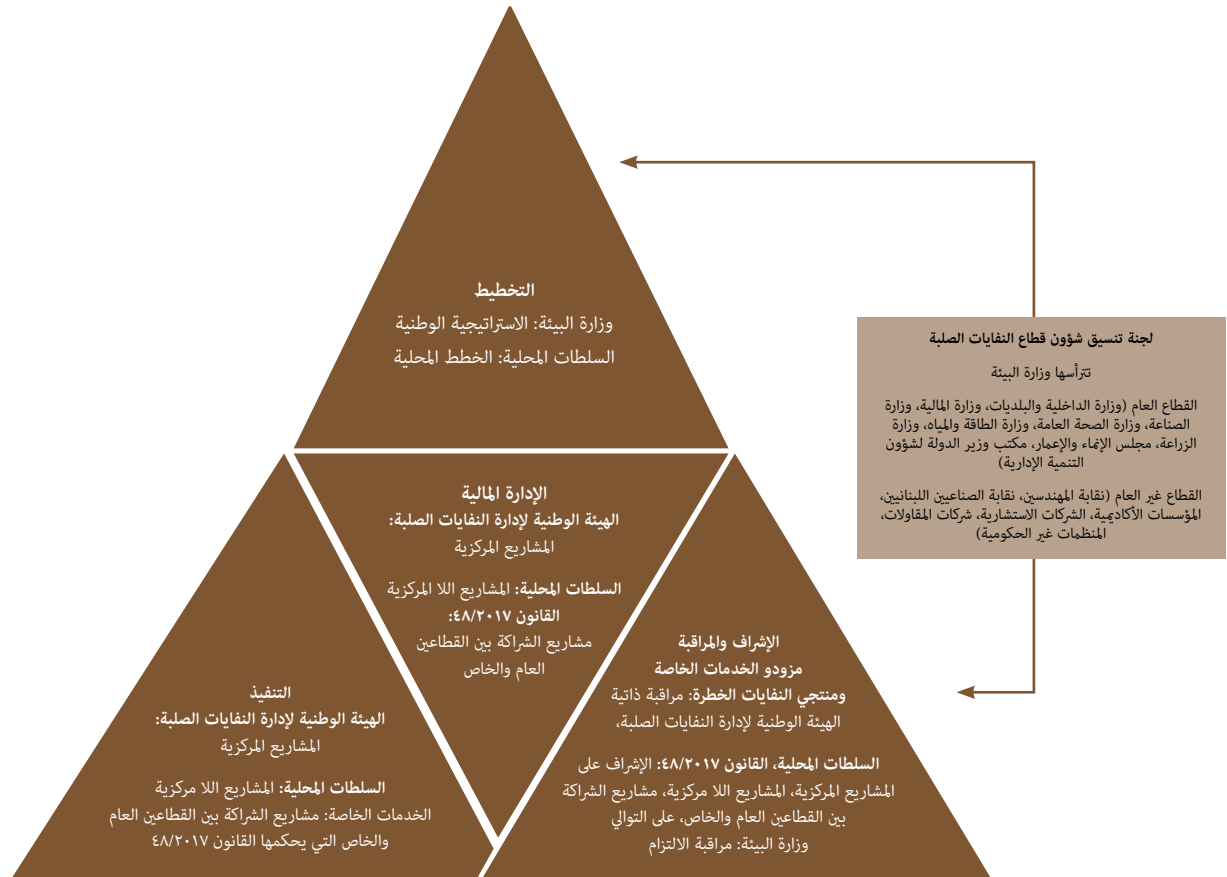 التخطيط
وزارة البيئة: الاستراتيجية الوطنية
السلطات المحلية: الخطط المحلية
لجنة تنسيق شؤون قطاع النفايات الصلبة
تترأسها وزارة البيئة
القطاع العام (وزارة الداخلية والبلديات، وزارة المالية، وزارة
الصناعة، وزارة الصحة العامة، وزارة الطاقة والمياه، وزارة
الزراعة، مجلس الإنماء والإعمار، مكتب وزير الدولة لشؤون
التنمية الإدارية)
القطاع غير العام (نقابة المهندسين، نقابة الصناعيين اللبنانيين،
المؤسسات الأكاديمية، الشركات الاستشارية، شركات المقاولات،
المنظمات غير الحكومية)
الإدارة المالية
الهيئة الوطنية لإدارة النفايات الصلبة:
المشاريع المركزية
السلطات المحلية: المشاريع اللا المركزية
القانون ٤٨/٢٠١٧:
مشاريع الشراكة بين القطاعين
العام والخاص
الإشراف والمراقبة
مزودو الخدمات الخاصة
ومنتجي النفايات الخطرة: مراقبة ذاتية
الهيئة الوطنية لإدارة النفايات الصلبة،
السلطات المحلية، القانون ٤٨/٢٠١٧: الإشراف على
المشاريع المركزية، المشاريع اللا مركزية، مشاريع الشراكة
بين القطاعين العام والخاص، على التوالي
وزارة البيئة: مراقبة الالتزام
التنفيذ
الهيئة الوطنية لإدارة النفايات الصلبة:
المشاريع المركزية
السلطات المحلية: المشاريع اللا مركزية
الخدمات الخاصة: مشاريع الشراكة بين القطاعين العام
والخاص التي يحكمها القانون ٤٨/٢٠١٧